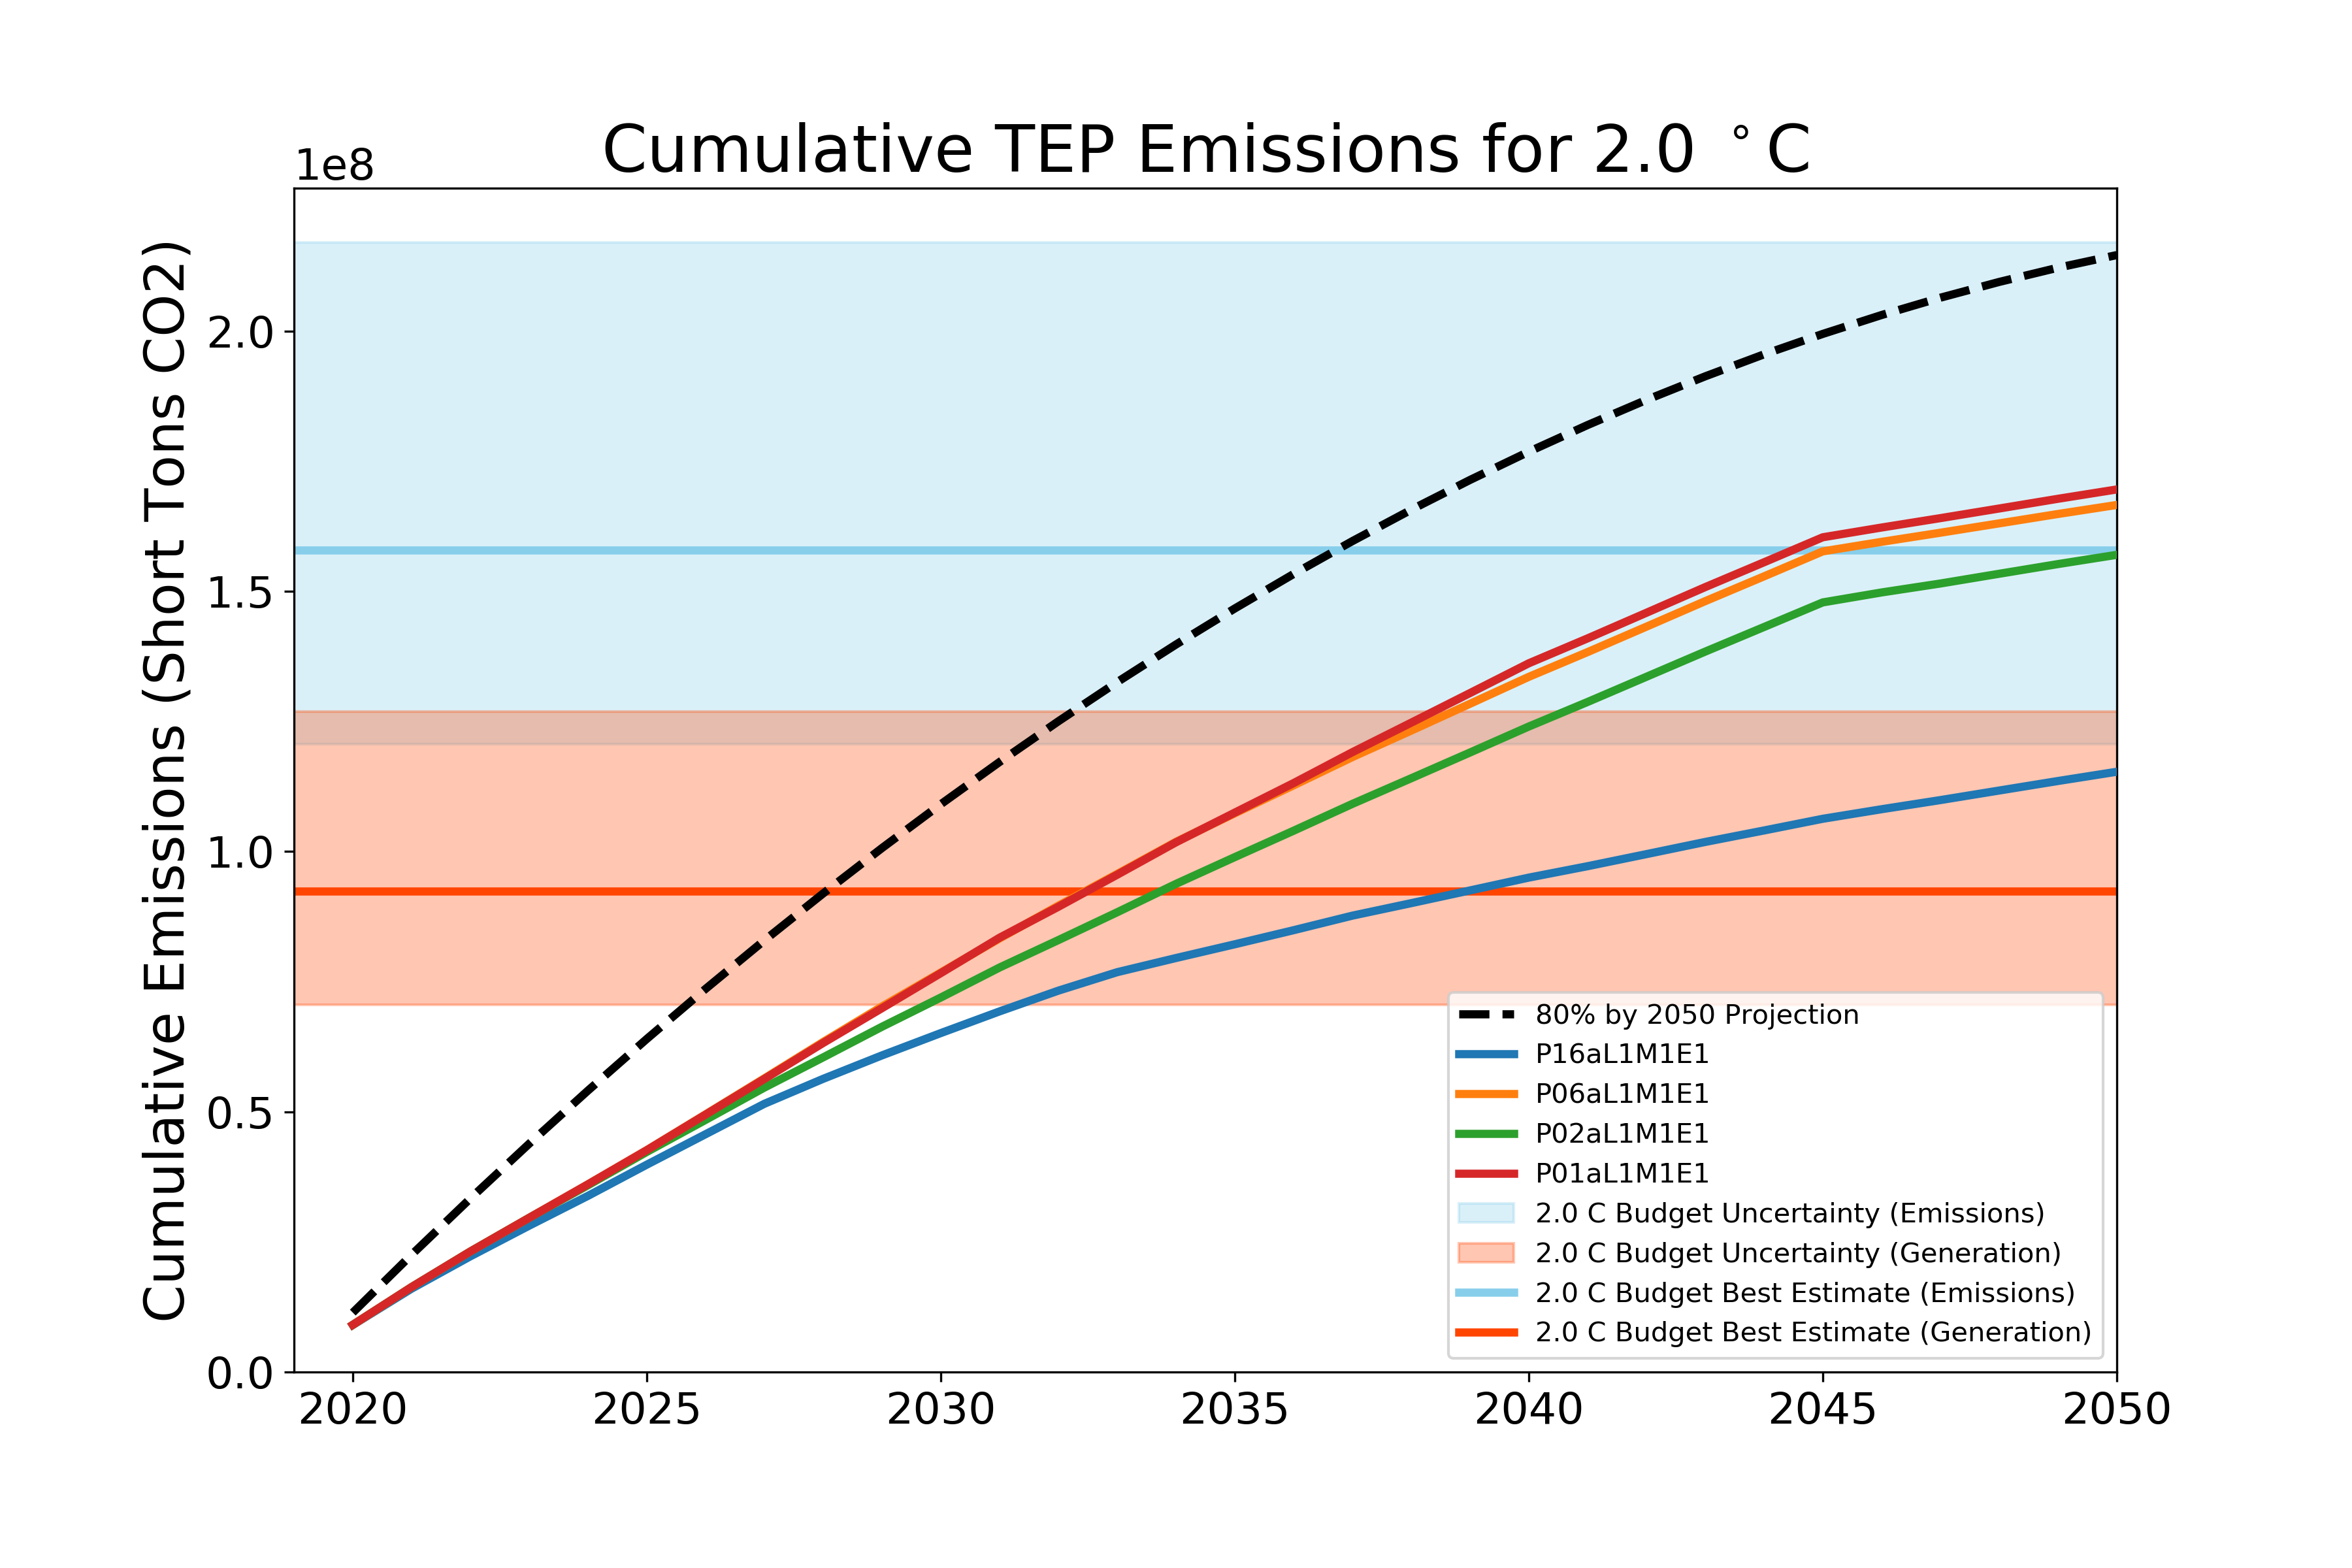 Cumulative TEP Emissions for 2.0 °C
1e8
Cumulative Emissions (Short Tons CO2)
2.0
1.5
1.0
0.5
0.0
2020 2025 2030 2035 2040 2045 2050
80% by 2050 Projection
P16aL1M1E1
P06aL1M1E1
P02aL1M1E1
P01aL1M1E1
2.0 C Budget Uncertainty (Emissions)
2.0 C Budget Uncertainty (Generation)
2.0 C Budget Best Estimate (Emissions)
2.0 C Budget Best Estimate (Generation)